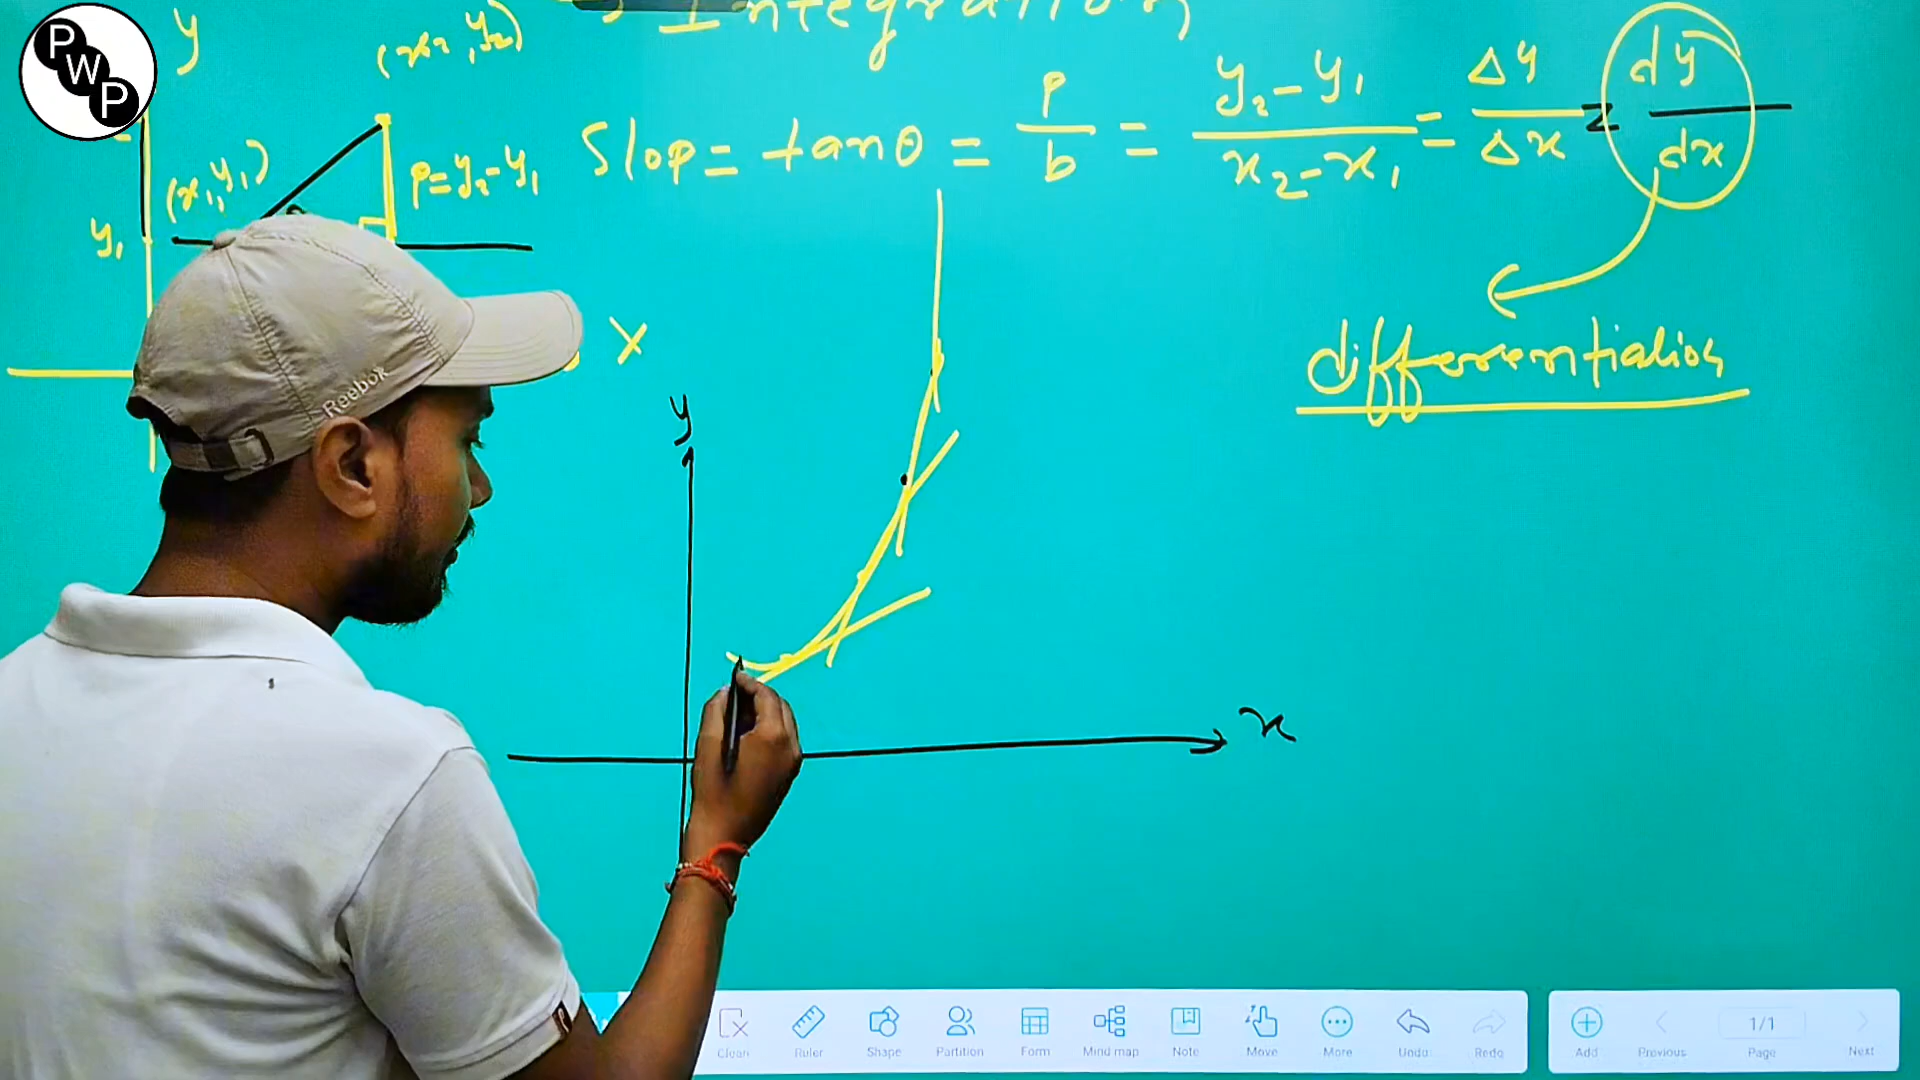 PWP
→ Integration
y
(x₂, y₂)
Slop = tanθ = P/b = y₂-y₁/x₂-x₁ = Δy/Δx = dy/dx
(x₁, y₁)
P = y₂-y₁
y₁
X
differentiation
y
x
Reebok
Clean Ruler Shape Partition Form Mind map Note Move More Undo Redo
Add Previous 1/1 Page Next